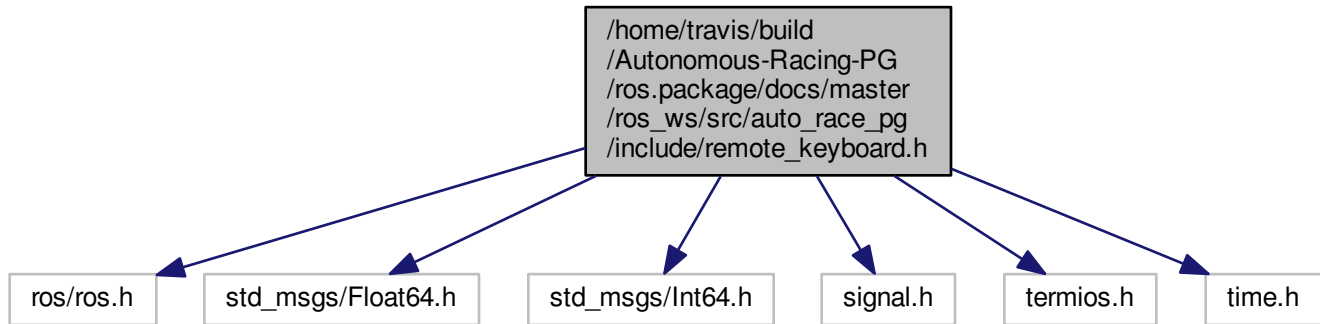 /home/travis/build
/Autonomous-Racing-PG
/ros.package/docs/master
/ros_ws/src/auto_race_pg
/include/remote_keyboard.h
ros/ros.h
std_msgs/Float64.h
std_msgs/Int64.h
signal.h
termios.h
time.h